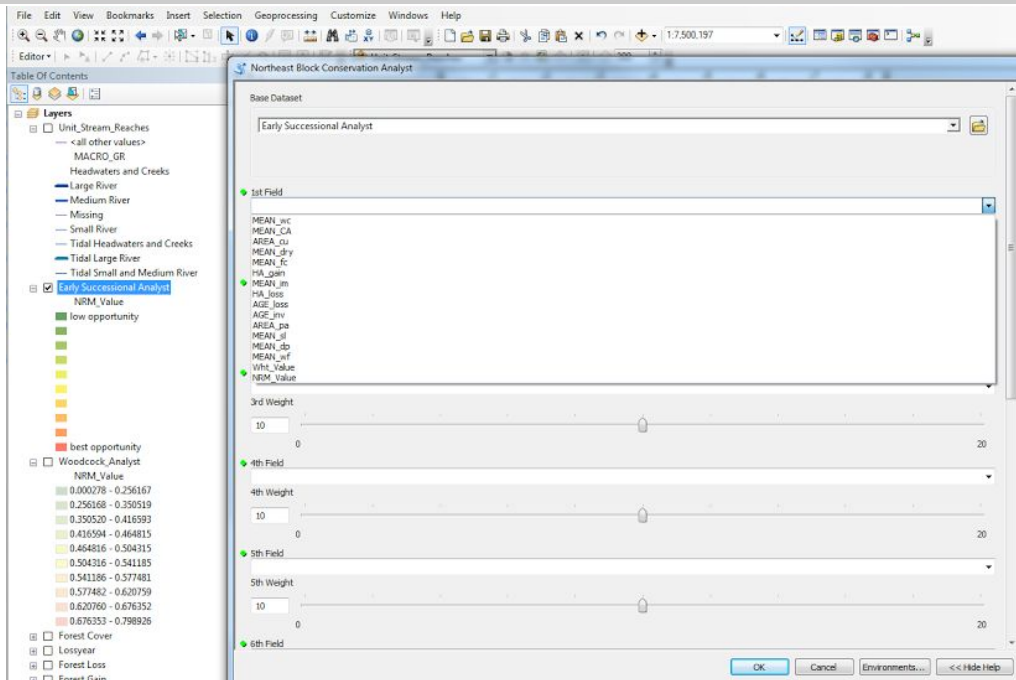 File Edit View Bookmarks Insert Selection Geoprocessing Customize Windows Help
1:7,500,197
Editor
Table Of Contents
Layers
Unit_Stream_Reaches
<all other values>
MACRO_GR
Headwaters and Creeks
Large River
Medium River
Missing
Small River
Tidal Headwaters and Creeks
Tidal Large River
Tidal Small and Medium River
Early Successional Analyst
NRM_Value
low opportunity
best opportunity
Woodcock_Analyst
NRM_Value
0.000278 - 0.256167
0.256168 - 0.350519
0.350520 - 0.416593
0.416594 - 0.464815
0.464816 - 0.504315
0.504316 - 0.541185
0.541186 - 0.577481
0.577482 - 0.620759
0.620760 - 0.676352
0.676353 - 0.798926
Forest Cover
Lossyear
Forest Loss
Forest Gain
Northeast Block Conservation Analyst
Base Dataset
Early Successional Analyst
1st Field
MEAN_wc
MEAN_CA
AREA_cu
MEAN_dry
MEAN_fc
HA_gain
MEAN_im
HA_loss
AGE_loss
AGE_inv
AREA_pa
MEAN_sl
MEAN_dp
MEAN_wf
Wht_Value
NRM_Value
3rd Weight
10
0 20
4th Field
4th Weight
10
0 20
5th Field
5th Weight
10
0 20
6th Field
OK Cancel Environments... << Hide Help